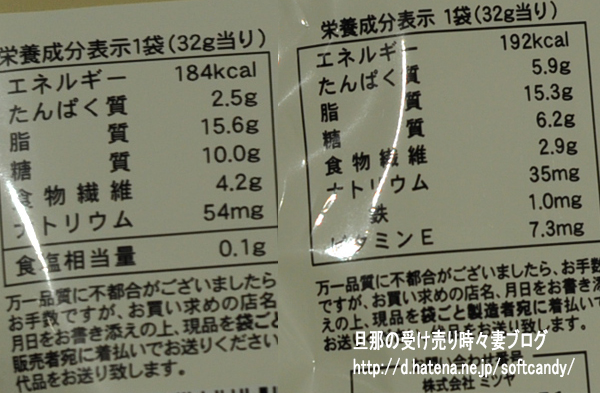 栄養成分表示1袋(32g当り)
エネルギー 184kcal
たんぱく質 2.5g
脂質 15.6g
糖質 10.0g
食物繊維 4.2g
ナトリウム 54mg
食塩相当量 0.1g
万一品質に不都合がございましたら
お手数ですが、お買い求めの店名
月日をお書き添えの上、現品を袋ごと
販売者宛に着払いでお送りください
代品をお送り致します。
栄養成分表示 1袋(32g当り)
エネルギー 192kcal
たんぱく質 5.9g
脂質 15.3g
糖質 6.2g
食物繊維 2.9g
ナトリウム 35mg
鉄 1.0mg
ビタミンE 7.3mg
万一品質に不都合がございましたら、お手数
ですが、お買い求めの店名、月日をお書き添
えの上、現品を袋ごと製造者宛に着払いで
旦那の受け売り時々妻ブログ
http://d.hatena.ne.jp/softcandy/
株式会社 ミツヤ